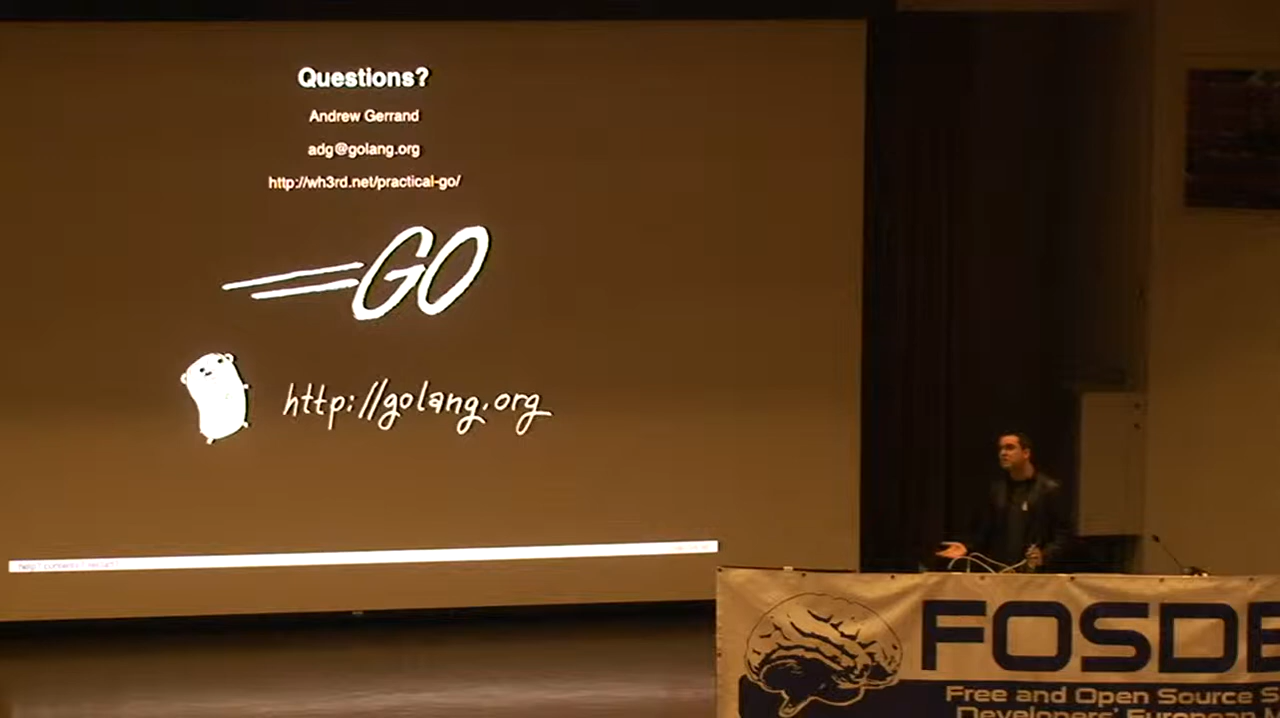 Questions?
Andrew Gerrand
adg@golang.org
http://wh3rd.net/practical-go/
GO
http://golang.org
FOSDE
Free and Open Source S
Developers' European M